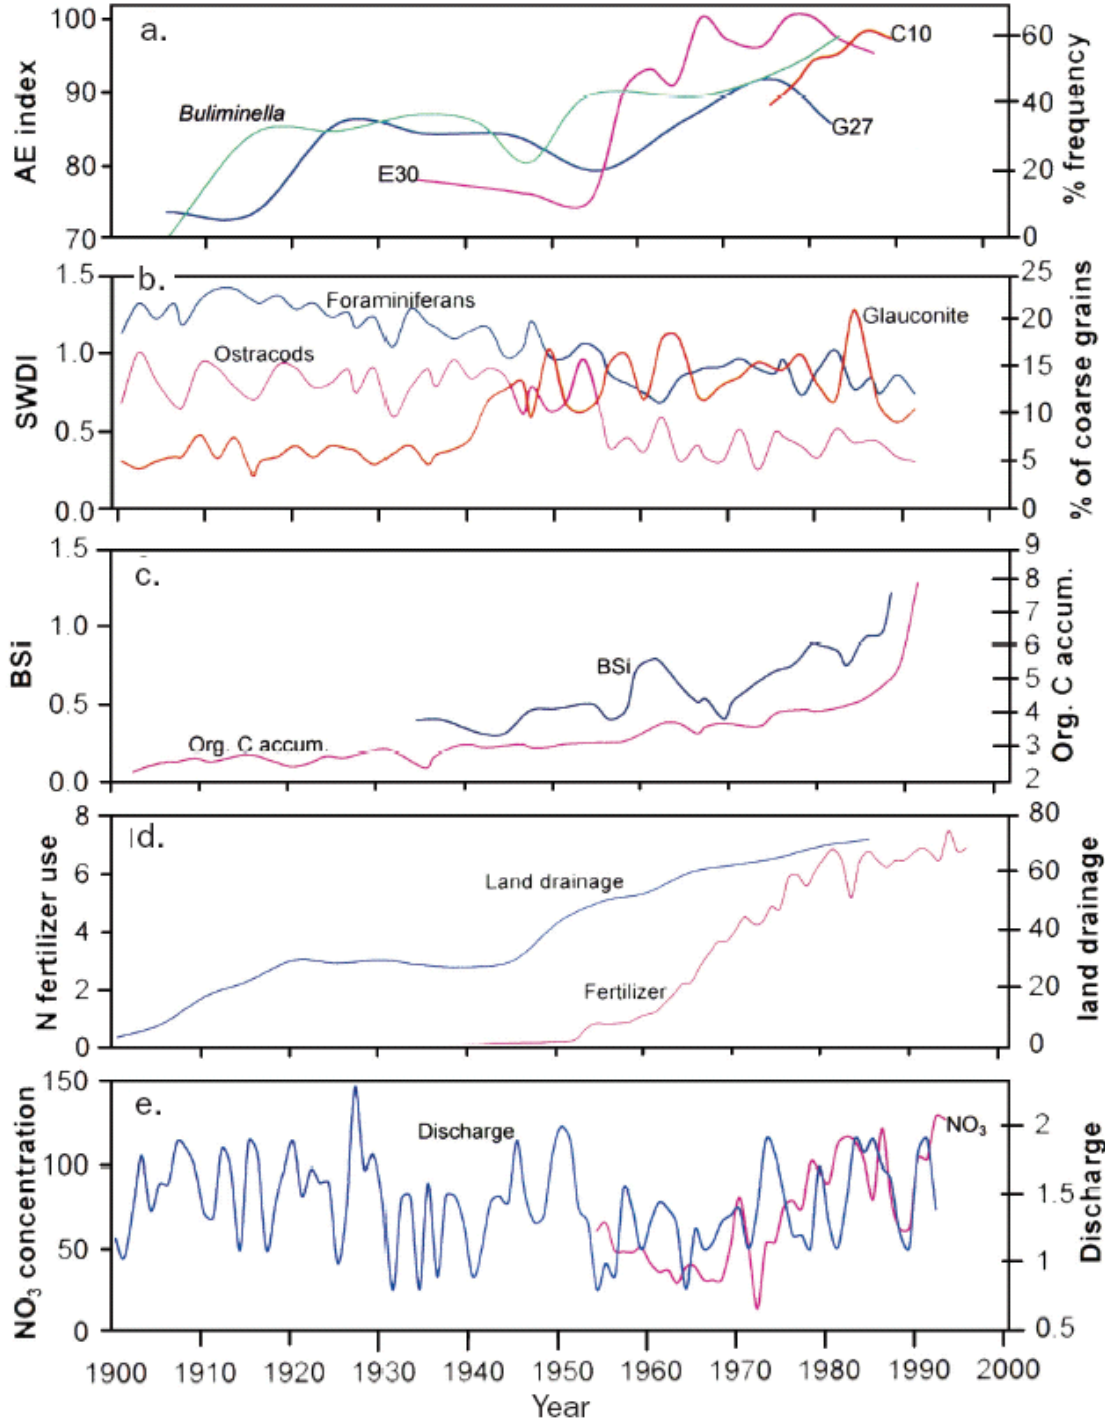 a.
100
90
80
70
AE index
Buliminella
E30
C10
G27
60
40
20
0
% frequency
b.
1.5
1.0
0.5
0.0
SWDI
Foraminiferans
Ostracods
Glauconite
25
20
15
10
5
0
% of coarse grains
c.
1.5
1.0
0.5
0.0
BSi
BSi
Org. C accum.
9
8
7
6
5
4
3
2
Org. C accum.
d.
8
6
4
2
0
N fertilizer use
Land drainage
Fertilizer
80
60
40
20
0
land drainage
e.
150
100
50
0
NO₃ concentration
Discharge
NO₃
2
1.5
1
0.5
Discharge
1900 1910 1920 1930 1940 1950 1960 1970 1980 1990 2000
Year